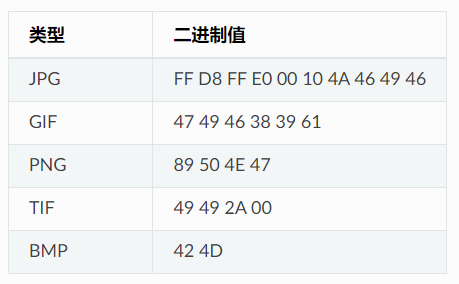 类型 二进制值
JPG FF D8 FF E0 00 10 4A 46 49 46
GIF 47 49 46 38 39 61
PNG 89 50 4E 47
TIF 49 49 2A 00
BMP 42 4D